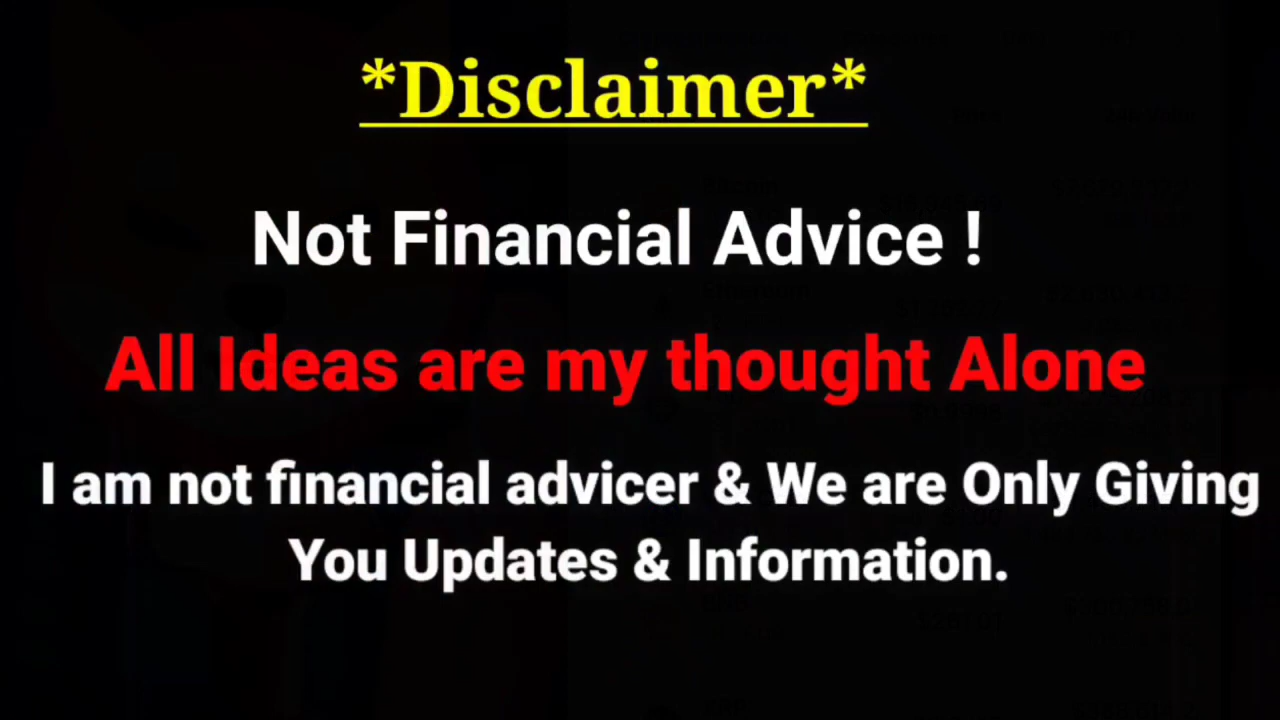 *Disclaimer*
Not Financial Advice !
All Ideas are my thought Alone
I am not financial advicer & We are Only Giving
You Updates & Information.